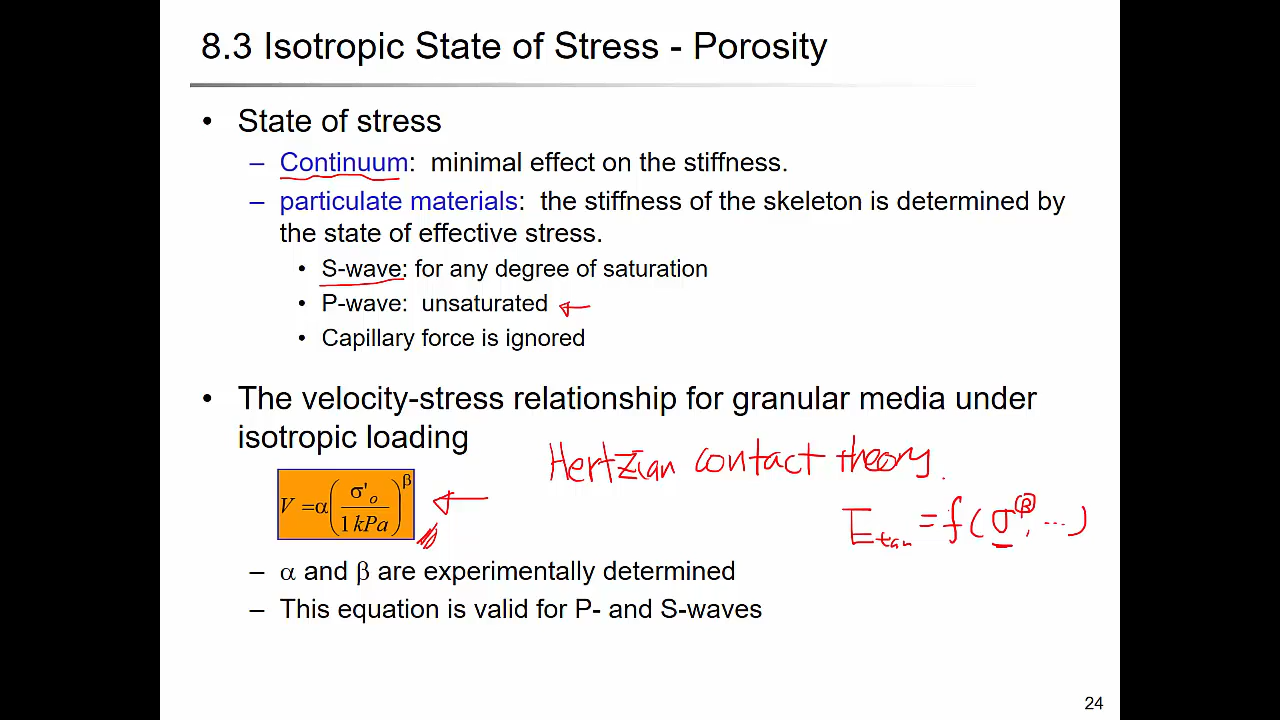 8.3 Isotropic State of Stress - Porosity
• State of stress
– Continuum: minimal effect on the stiffness.
– particulate materials: the stiffness of the skeleton is determined by
the state of effective stress.
• S-wave: for any degree of saturation
• P-wave: unsaturated
• Capillary force is ignored
• The velocity-stress relationship for granular media under
isotropic loading
Hertzian contact theory.
V = α(σ'o / 1 kPa)^β
Etan = f(σ^β, ...)
– α and β are experimentally determined
– This equation is valid for P- and S-waves
24